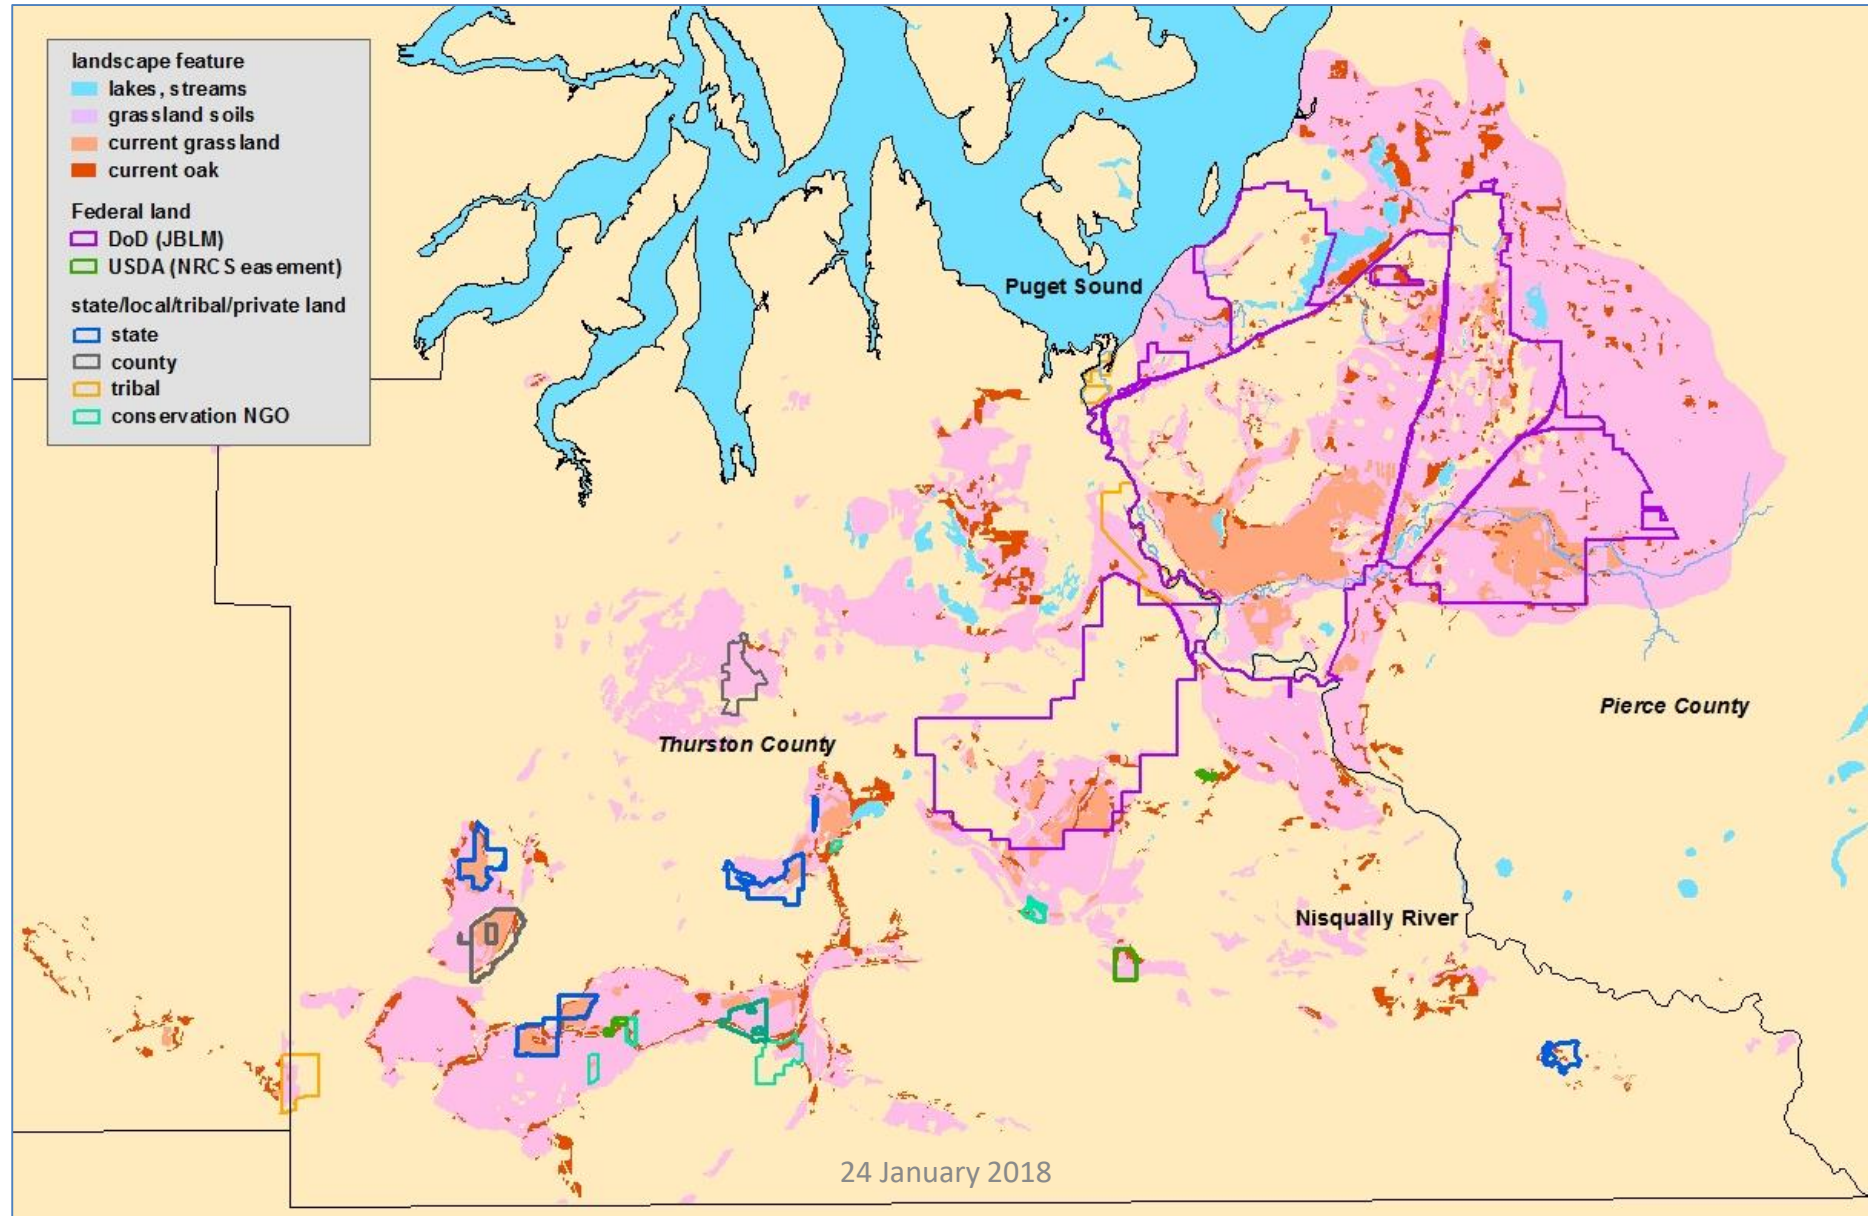 landscape feature
lakes, streams
grassland soils
current grassland
current oak
Federal land
DoD (JBLM)
USDA (NRCS easement)
state/local/tribal/private land
state
county
tribal
conservation NGO
Puget Sound
Pierce County
Thurston County
Nisqually River
24 January 2018